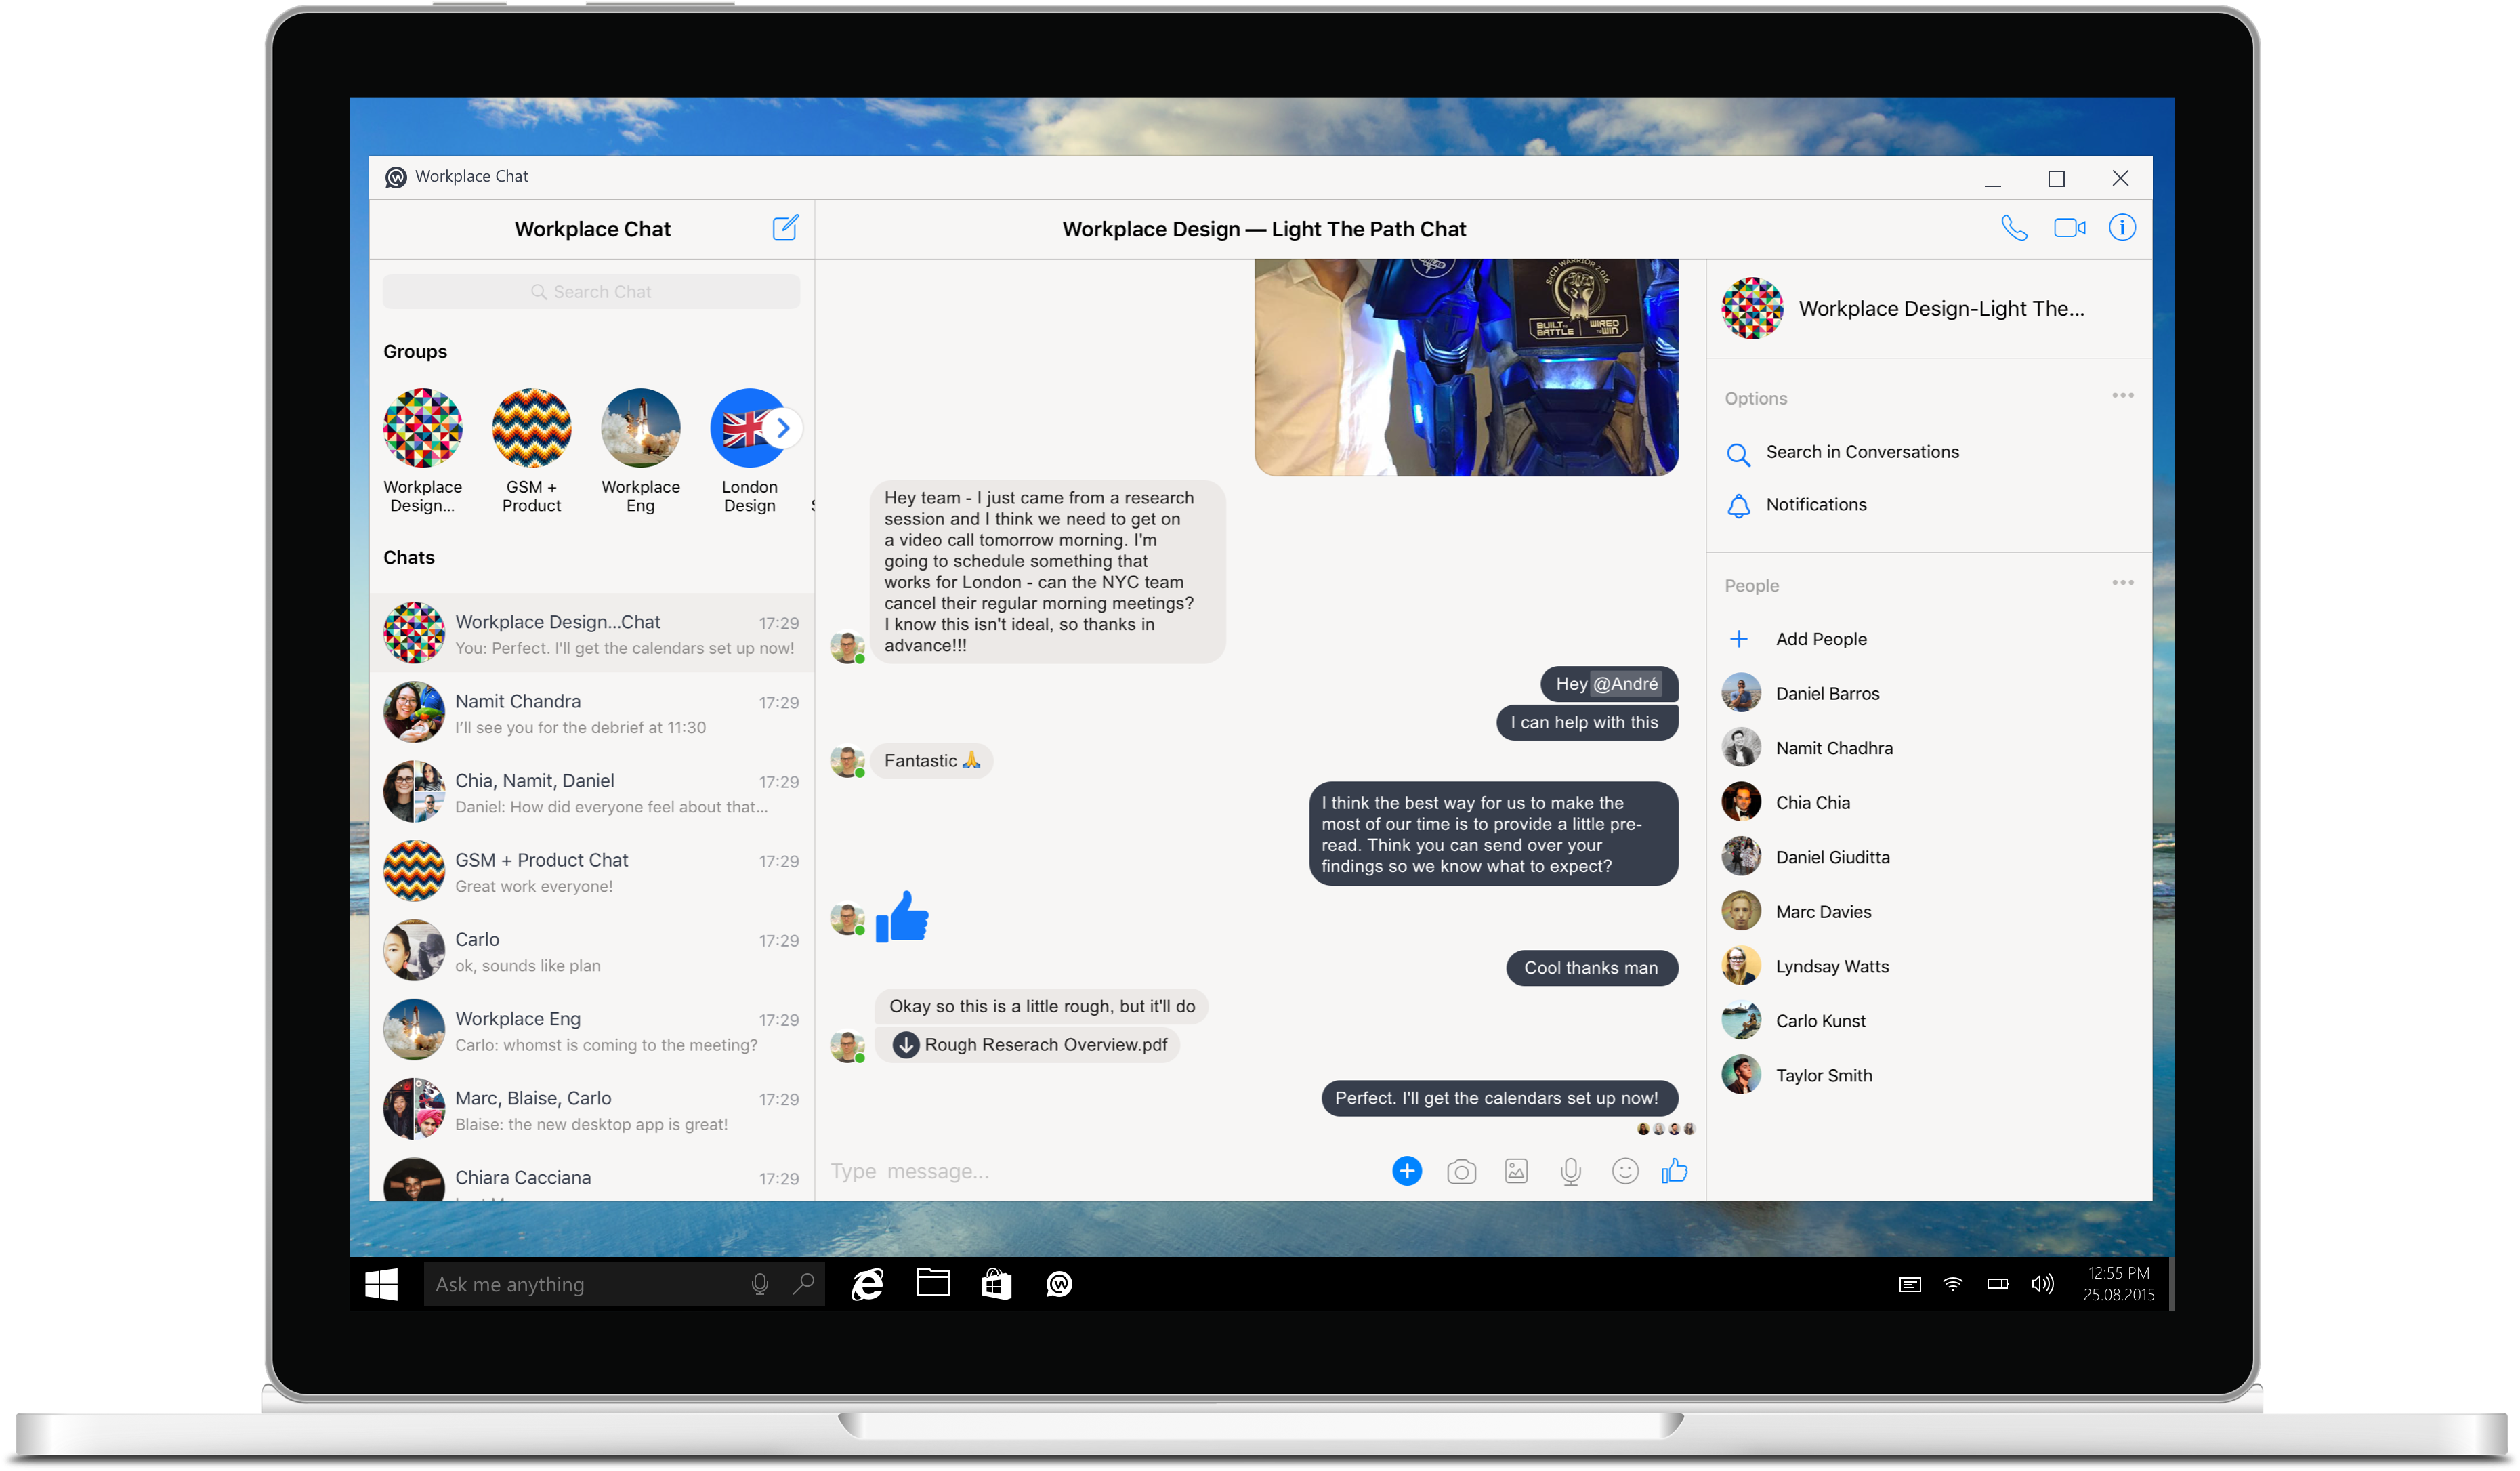 Workplace Chat
Workplace Chat
Search Chat
Groups
Workplace
Design...
GSM +
Product
Workplace
Eng
London
Design
Chats
Workplace Design...Chat
17:29
You: Perfect. I'll get the calendars set up now!
Namit Chandra
17:29
I'll see you for the debrief at 11:30
Chia, Namit, Daniel
17:29
Daniel: How did everyone feel about that...
GSM + Product Chat
17:29
Great work everyone!
Carlo
17:29
ok, sounds like plan
Workplace Eng
17:29
Carlo: whomst is coming to the meeting?
Marc, Blaise, Carlo
17:29
Blaise: the new desktop app is great!
Chiara Cacciana
17:29
Workplace Design — Light The Path Chat
WARRIOR 2016
BUILT TO BATTLE
WIRED TO WIN
Hey team - I just came from a research
session and I think we need to get on
a video call tomorrow morning. I'm
going to schedule something that
works for London - can the NYC team
cancel their regular morning meetings?
I know this isn't ideal, so thanks in
advance!!!
Hey @André
I can help with this
Fantastic 🙏
I think the best way for us to make the
most of our time is to provide a little pre-
read. Think you can send over your
findings so we know what to expect?
Cool thanks man
Okay so this is a little rough, but it'll do
Rough Reserach Overview.pdf
Perfect. I'll get the calendars set up now!
Type message...
Workplace Design-Light The...
Options
Search in Conversations
Notifications
People
Add People
Daniel Barros
Namit Chadhra
Chia Chia
Daniel Giuditta
Marc Davies
Lyndsay Watts
Carlo Kunst
Taylor Smith
Ask me anything
12:55 PM
25.08.2015